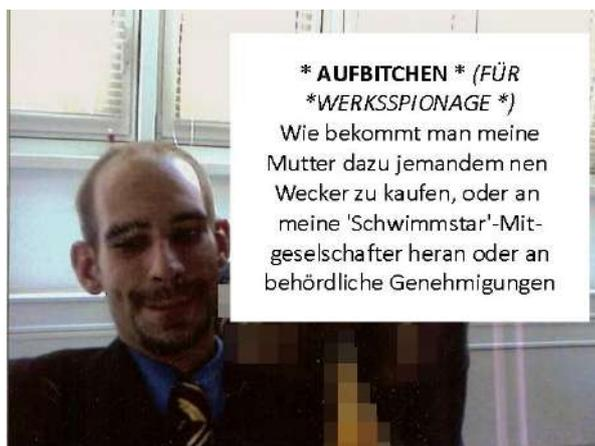 * AUFBITCHEN * (FÜR
*WERKSSPIONAGE *)
Wie bekommt man meine
Mutter dazu jemandem nen
Wecker zu kaufen, oder an
meine 'Schwimmstar'-Mit-
geselschafter heran oder an
behördliche Genehmigungen